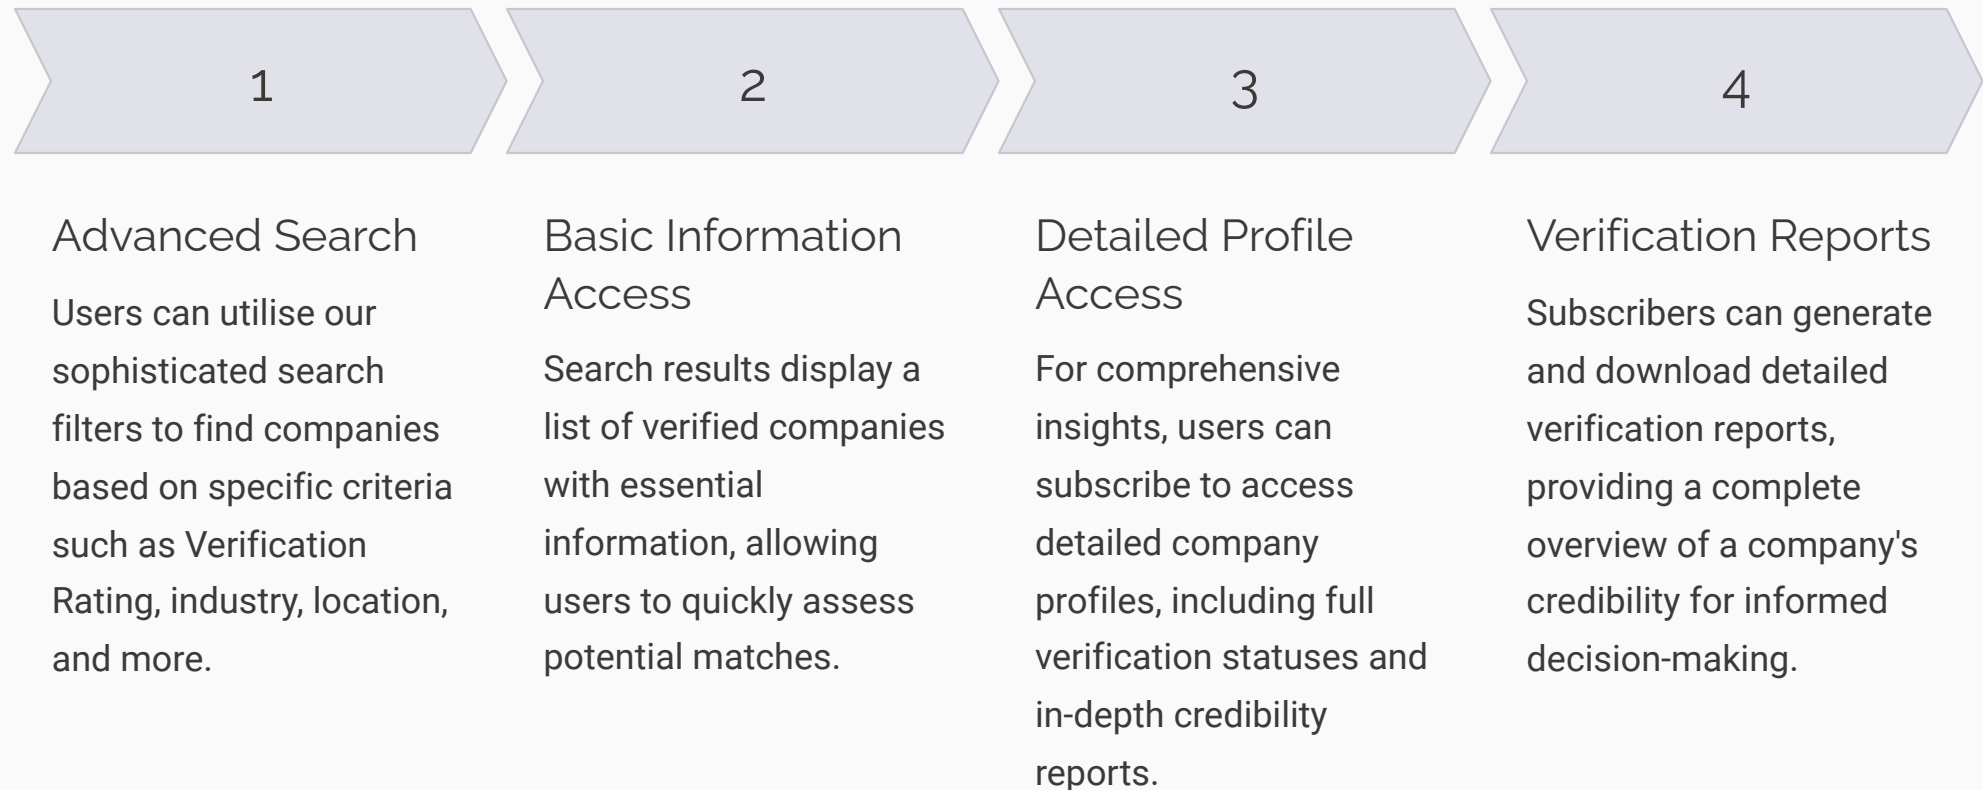 1
Advanced Search
Users can utilise our
sophisticated search
filters to find companies
based on specific criteria
such as Verification
Rating, industry, location,
and more.
2
Basic Information
Access
Search results display a
list of verified companies
with essential
information, allowing
users to quickly assess
potential matches.
3
Detailed Profile
Access
For comprehensive
insights, users can
subscribe to access
detailed company
profiles, including full
verification statuses and
in-depth credibility
reports.
4
Verification Reports
Subscribers can generate
and download detailed
verification reports,
providing a complete
overview of a company's
credibility for informed
decision-making.